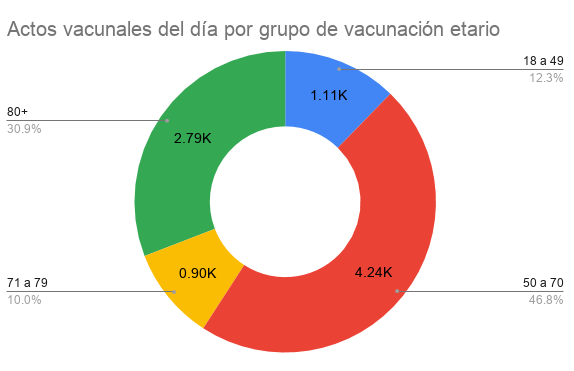 Actos vacunales del día por grupo de vacunación etario
18 a 49
12.3%
1.11K
80+
30.9%
2.79K
0.90K
4.24K
71 a 79
10.0%
50 a 70
46.8%